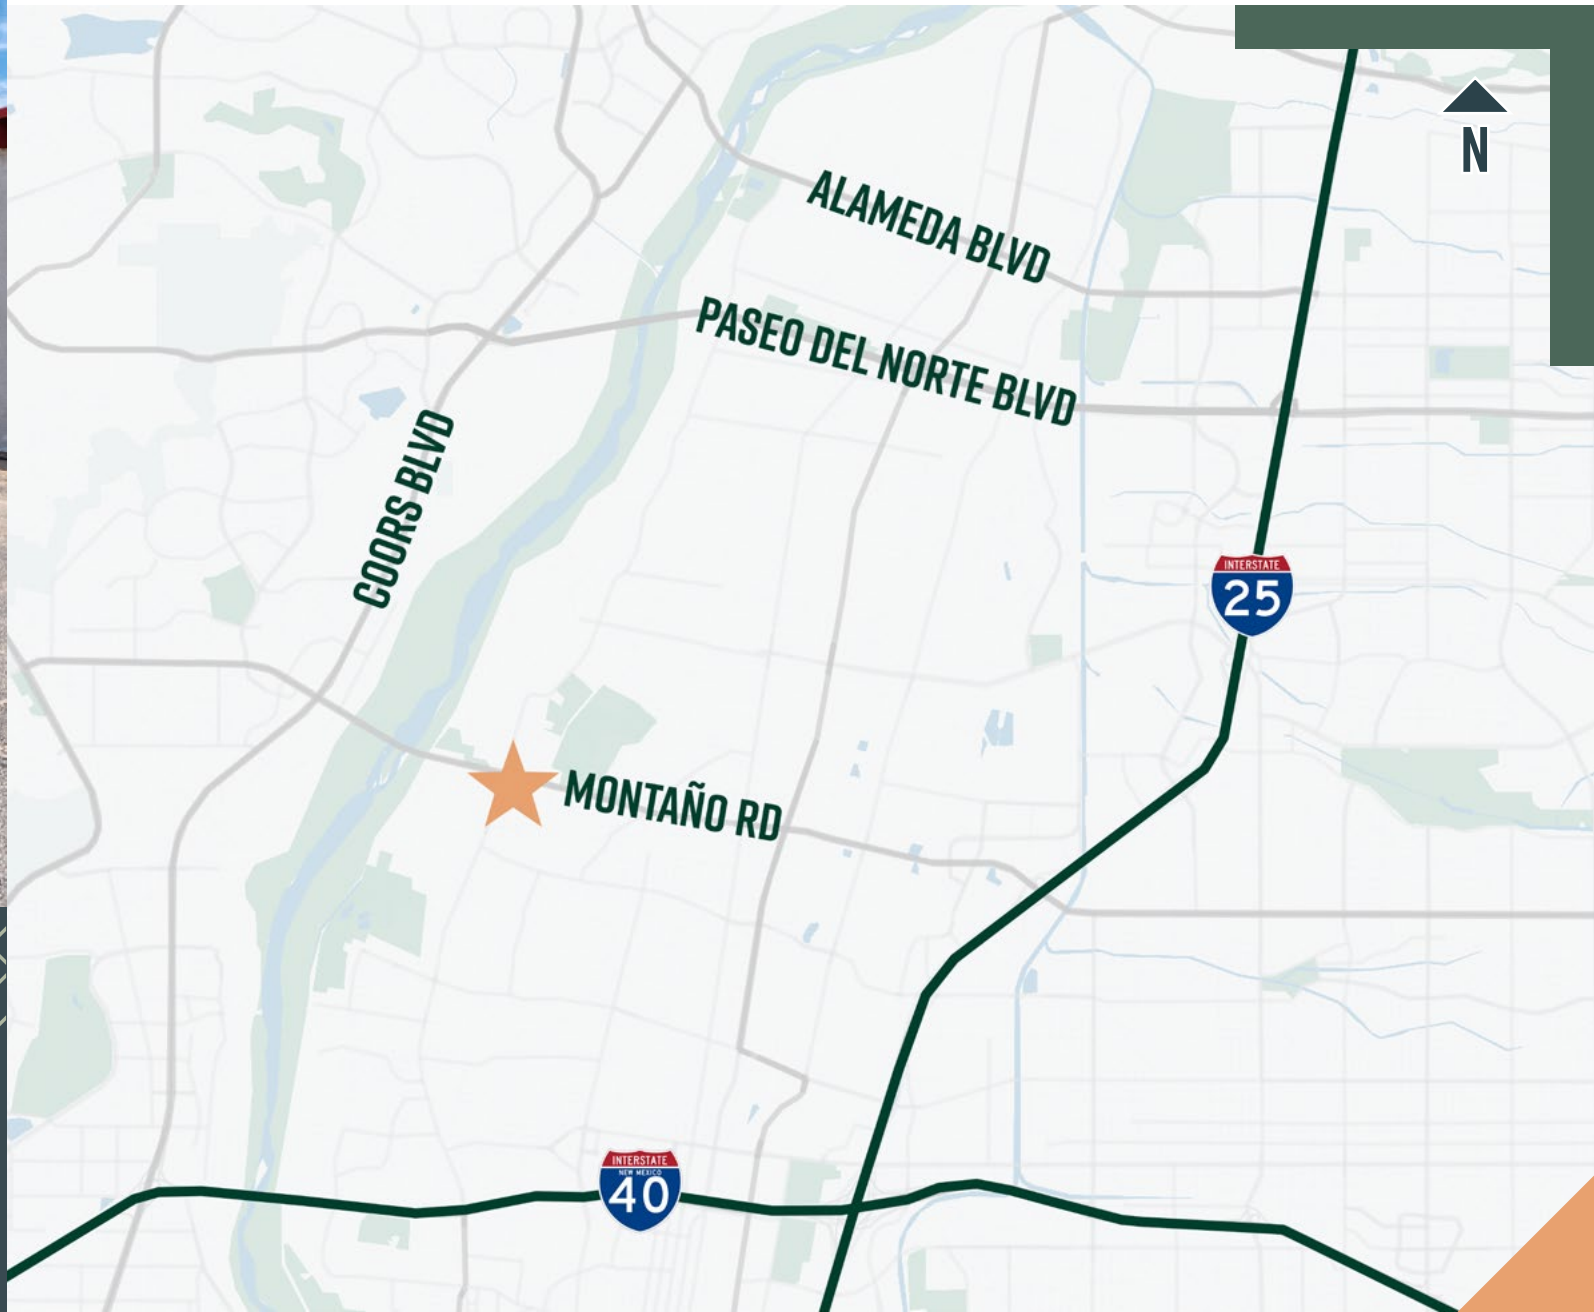 N
ALAMEDA BLVD
PASEO DEL NORTE BLVD
COORS BLVD
INTERSTATE
25
MONTAÑO RD
INTERSTATE
NEW MEXICO
40